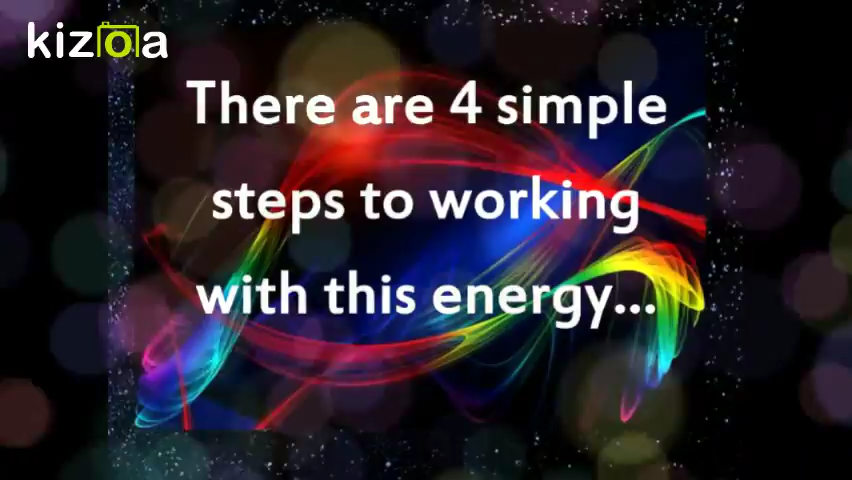 kizoa
There are 4 simple
steps to working
with this energy...